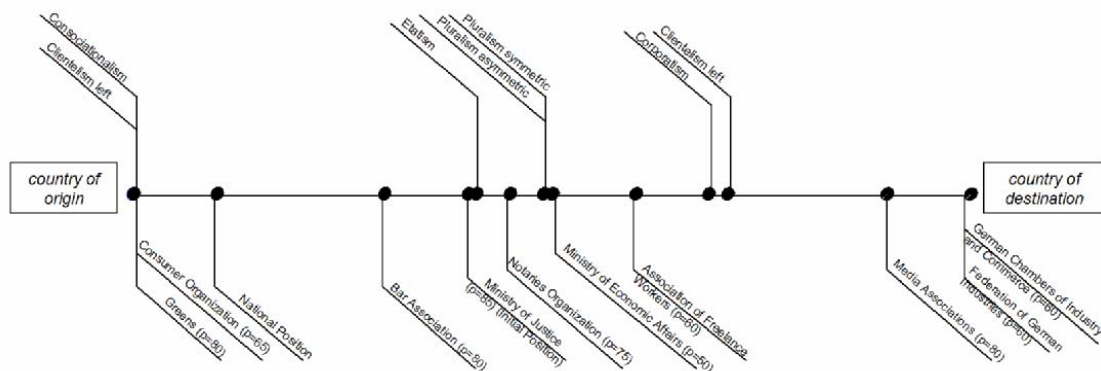 Consociationalism
Clientelism left
Etatism
Pluralism asymmetric
Pluralism symmetric
Corporatism
Clientalism left
country of
origin
country of
destination
Greens (p=80)
Consumer Organization (p=65)
National Position
Bar Association (p=80)
Ministry of Justice
(p=85) (Initial Position)
Notaries Organization (p=75)
Ministry of Economic Affairs (p=50)
Association of Freelance
Workers (p=50)
Media Associations (p=80)
Federation of German
Industries (p=60)
German Chambers of Industry
and Commerce (p=60)